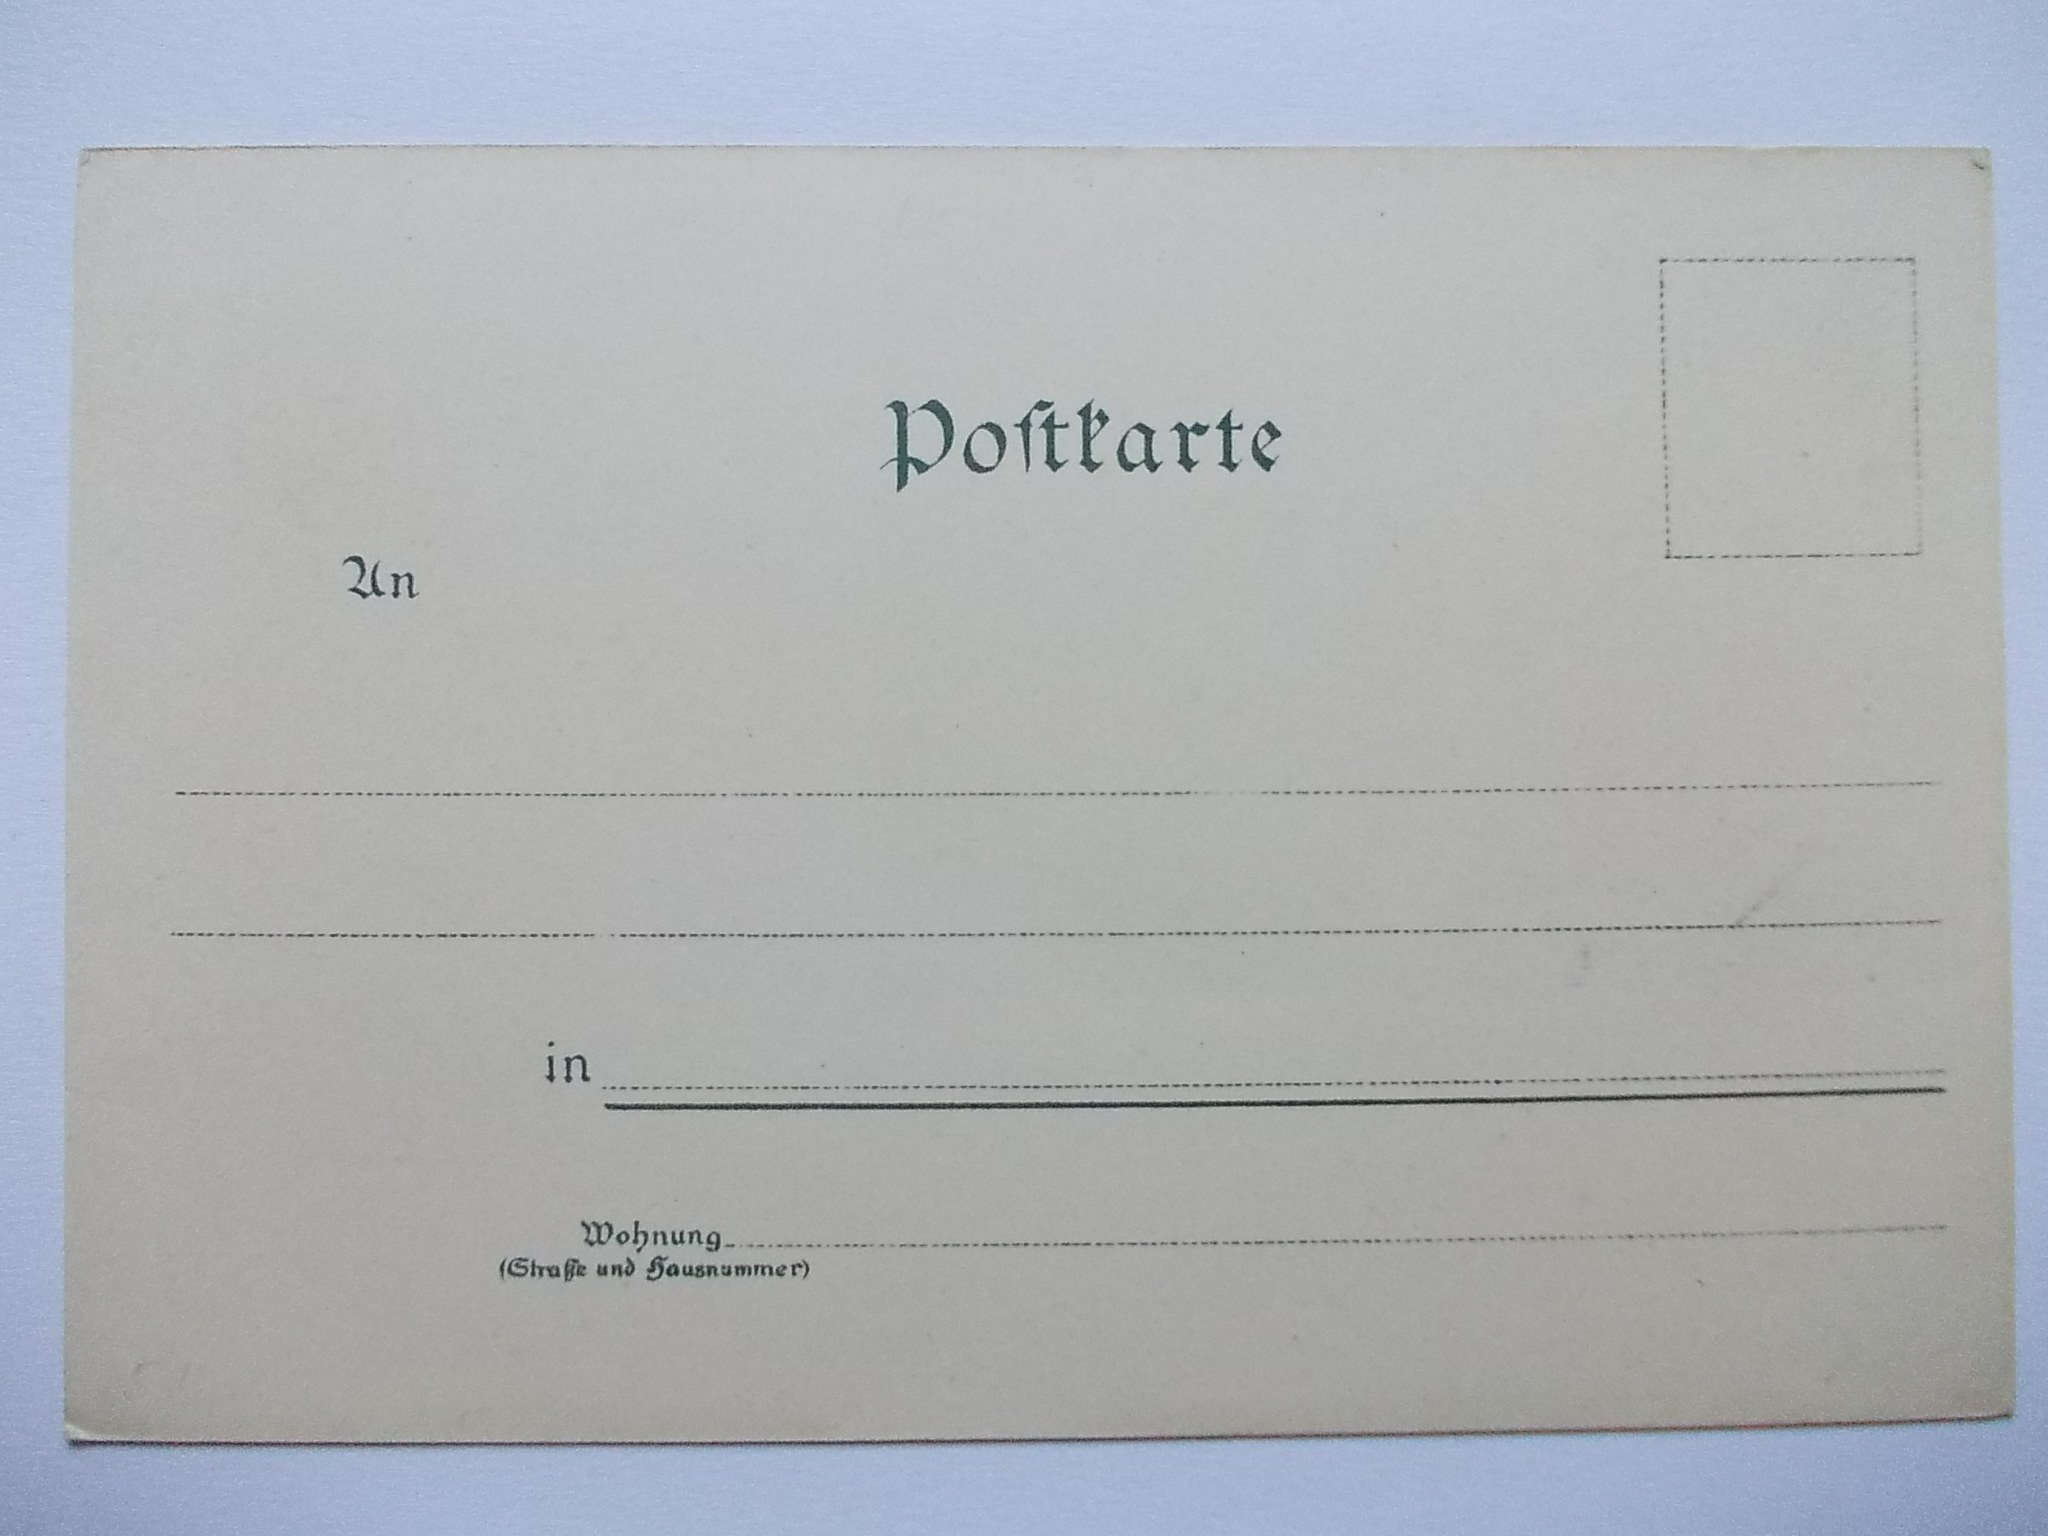 Poſtkarte
An
in
Wohnung
(Straße und Hausnummer)